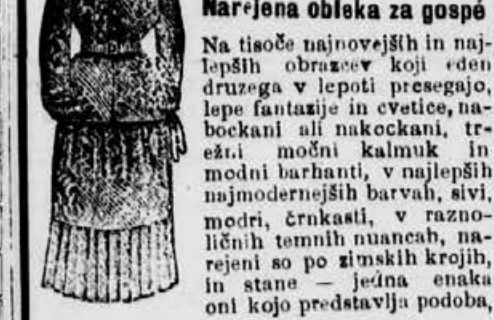 Narejena obleka za gospé
Na tisoče najnovejših in naj-
lepših obrazcev koji eden
druzega v lepoti presegajo,
lepe fantazije in cvetice, na-
bockani ali nakockani, tr-
ežni močni kalmuk in
modni barhanti, v najlepših
najmodernejših barvah, sivi,
modri, črnkasti, v razno-
ličnih temnih nuancah, na-
rejeni so po zimskih krojih,
in stane — jedna enaka
oni kojo predstavlja podoba,